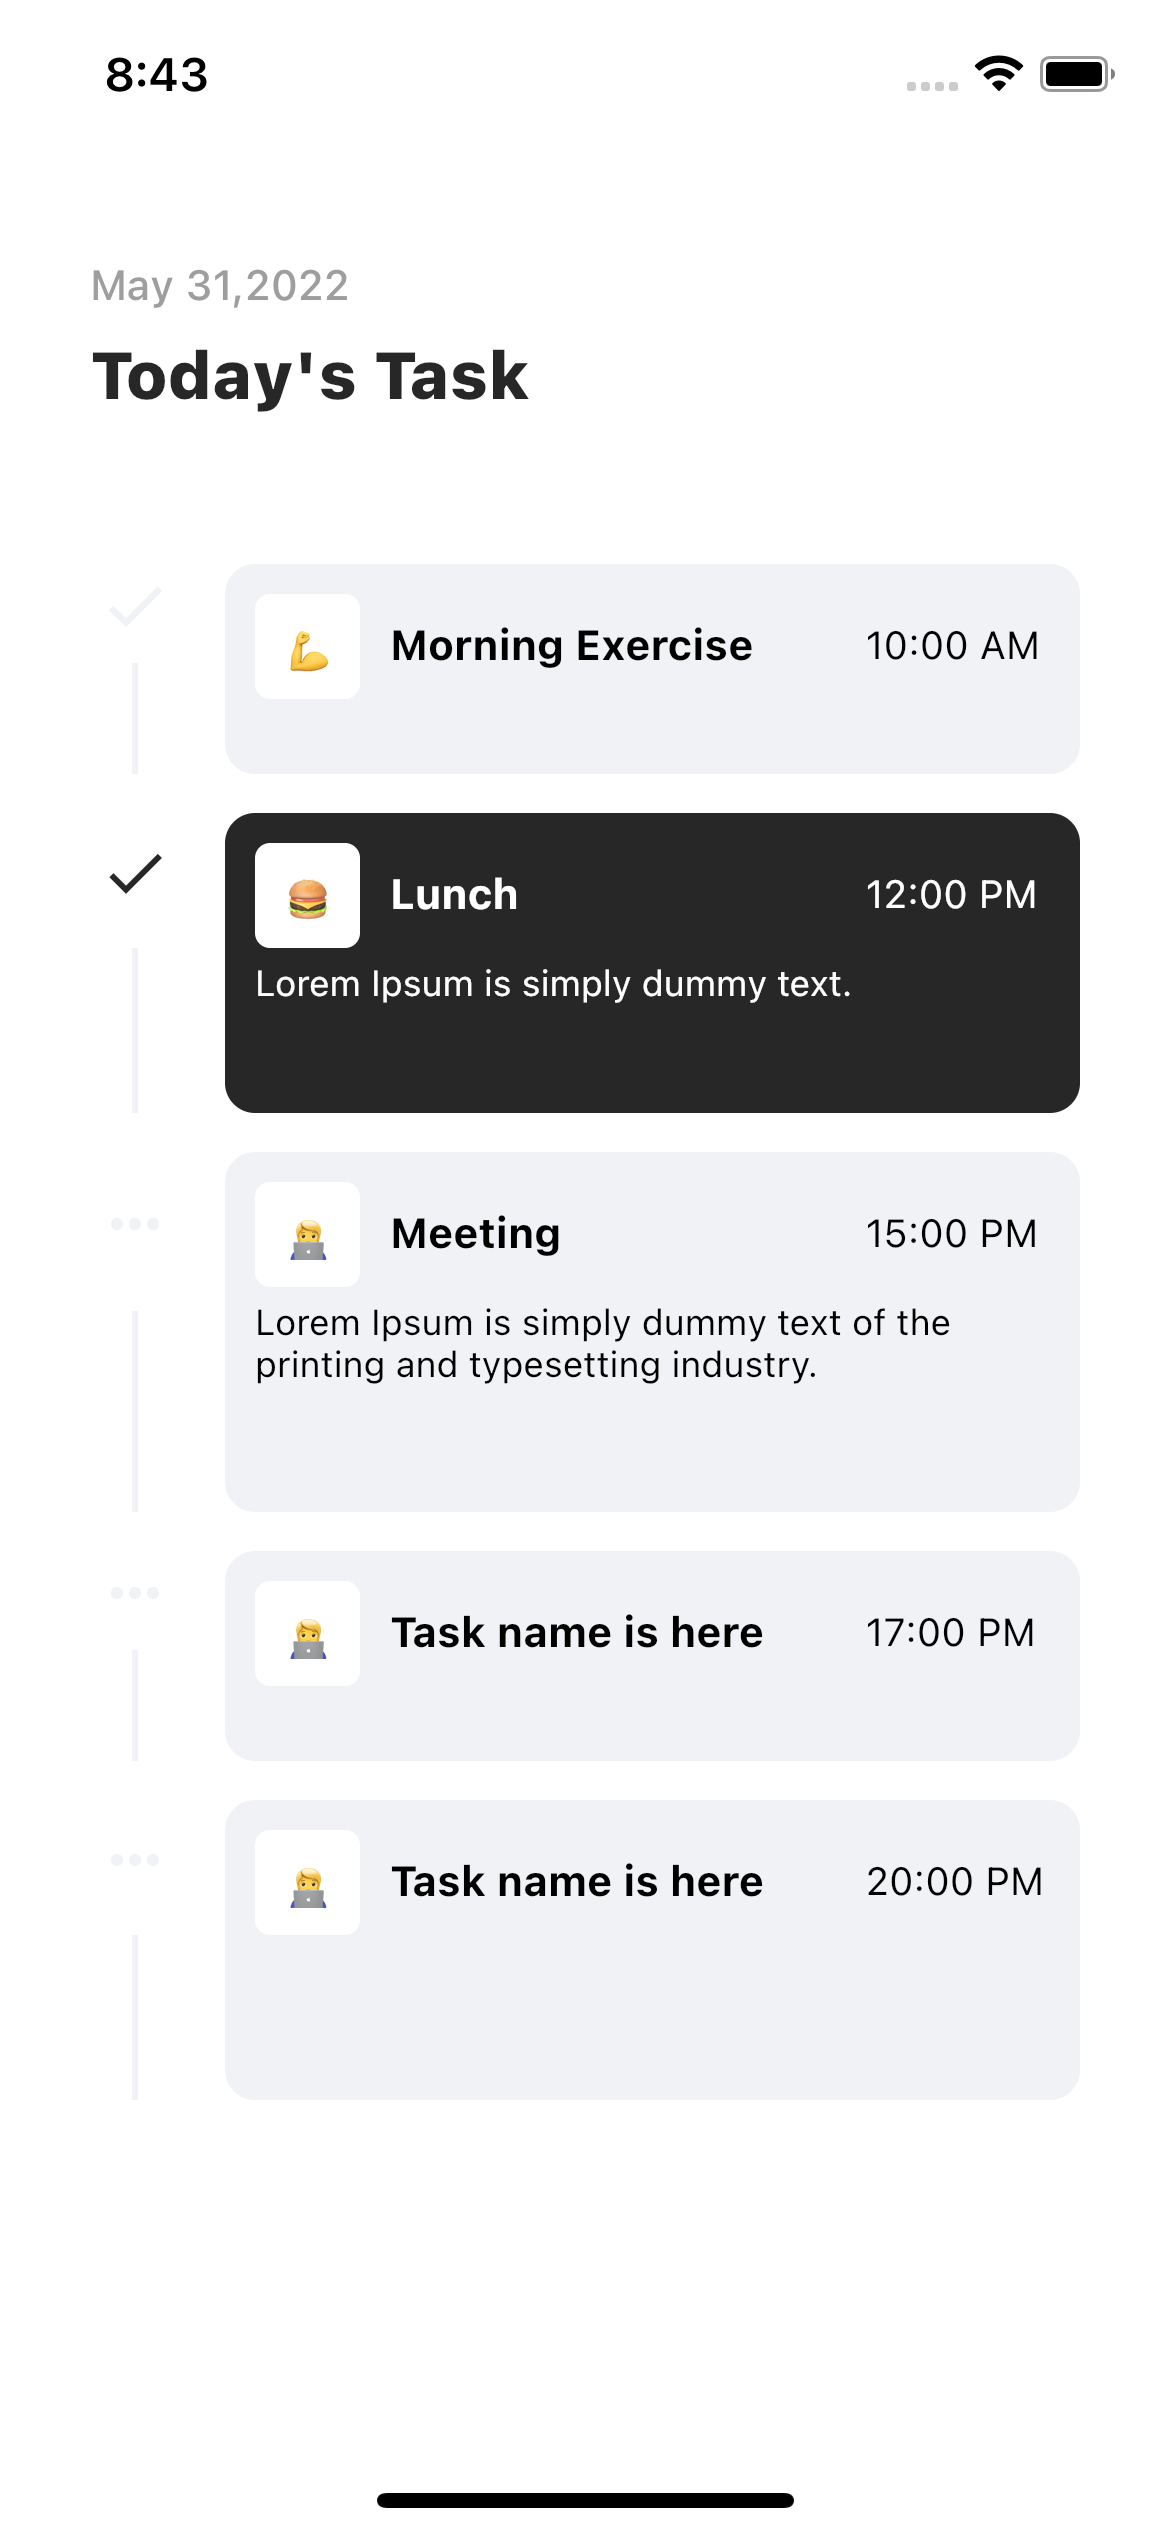 8:43
May 31,2022
Today's Task
Morning Exercise 10:00 AM
Lunch 12:00 PM
Lorem Ipsum is simply dummy text.
Meeting 15:00 PM
Lorem Ipsum is simply dummy text of the
printing and typesetting industry.
Task name is here 17:00 PM
Task name is here 20:00 PM